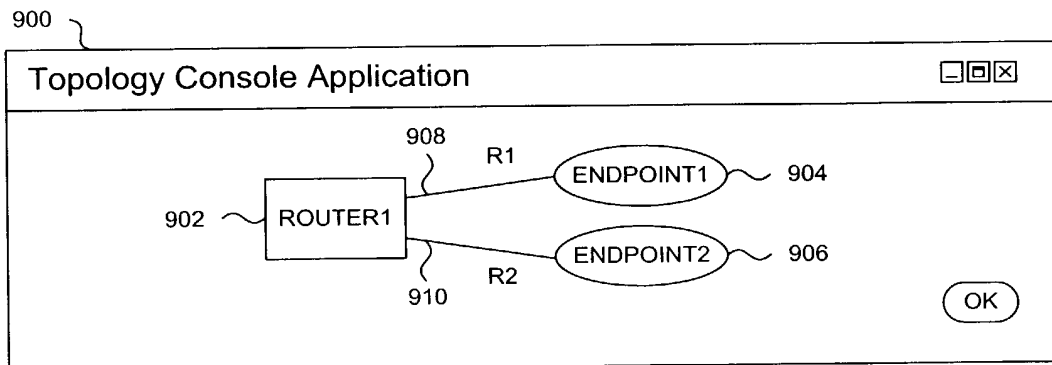 900
Topology Console Application
908
R1
ENDPOINT1
904
902
ROUTER1
ENDPOINT2
906
910
R2
OK